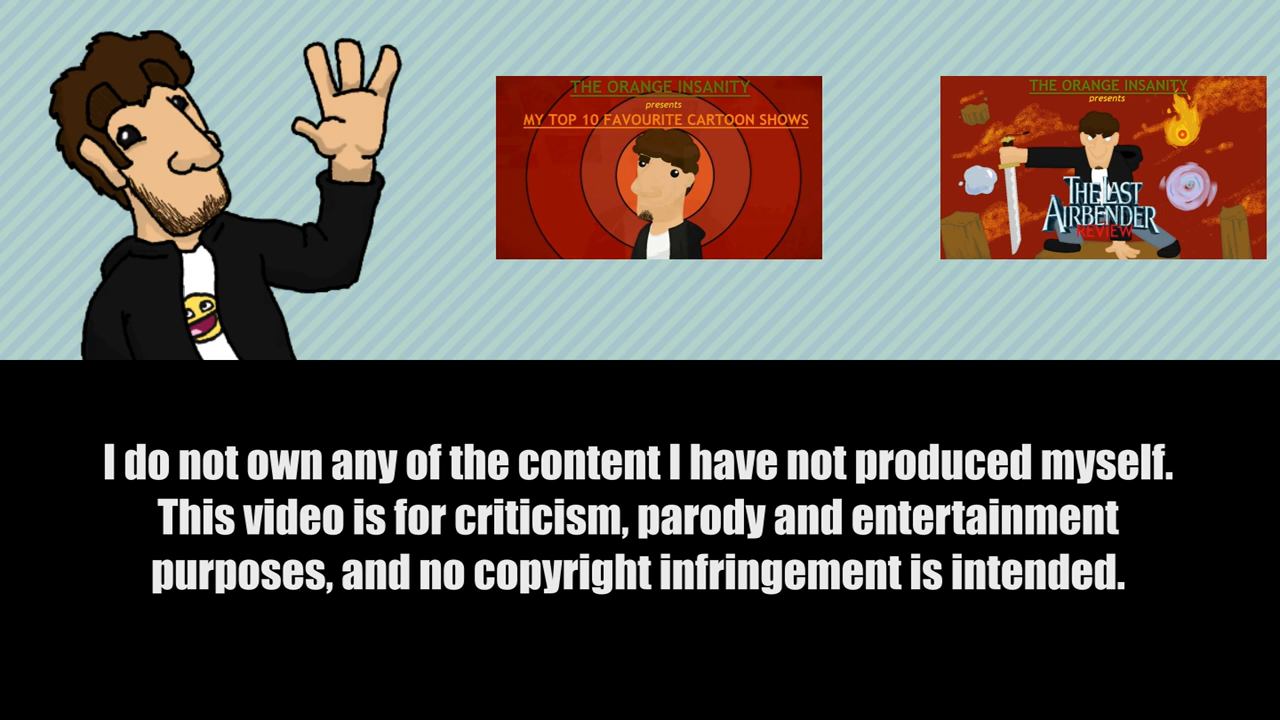 THE ORANGE INSANITY
presents
MY TOP 10 FAVOURITE CARTOON SHOWS
THE ORANGE INSANITY
presents
THE LAST
AIRBENDER
REVIEW
I do not own any of the content I have not produced myself.
This video is for criticism, parody and entertainment
purposes, and no copyright infringement is intended.